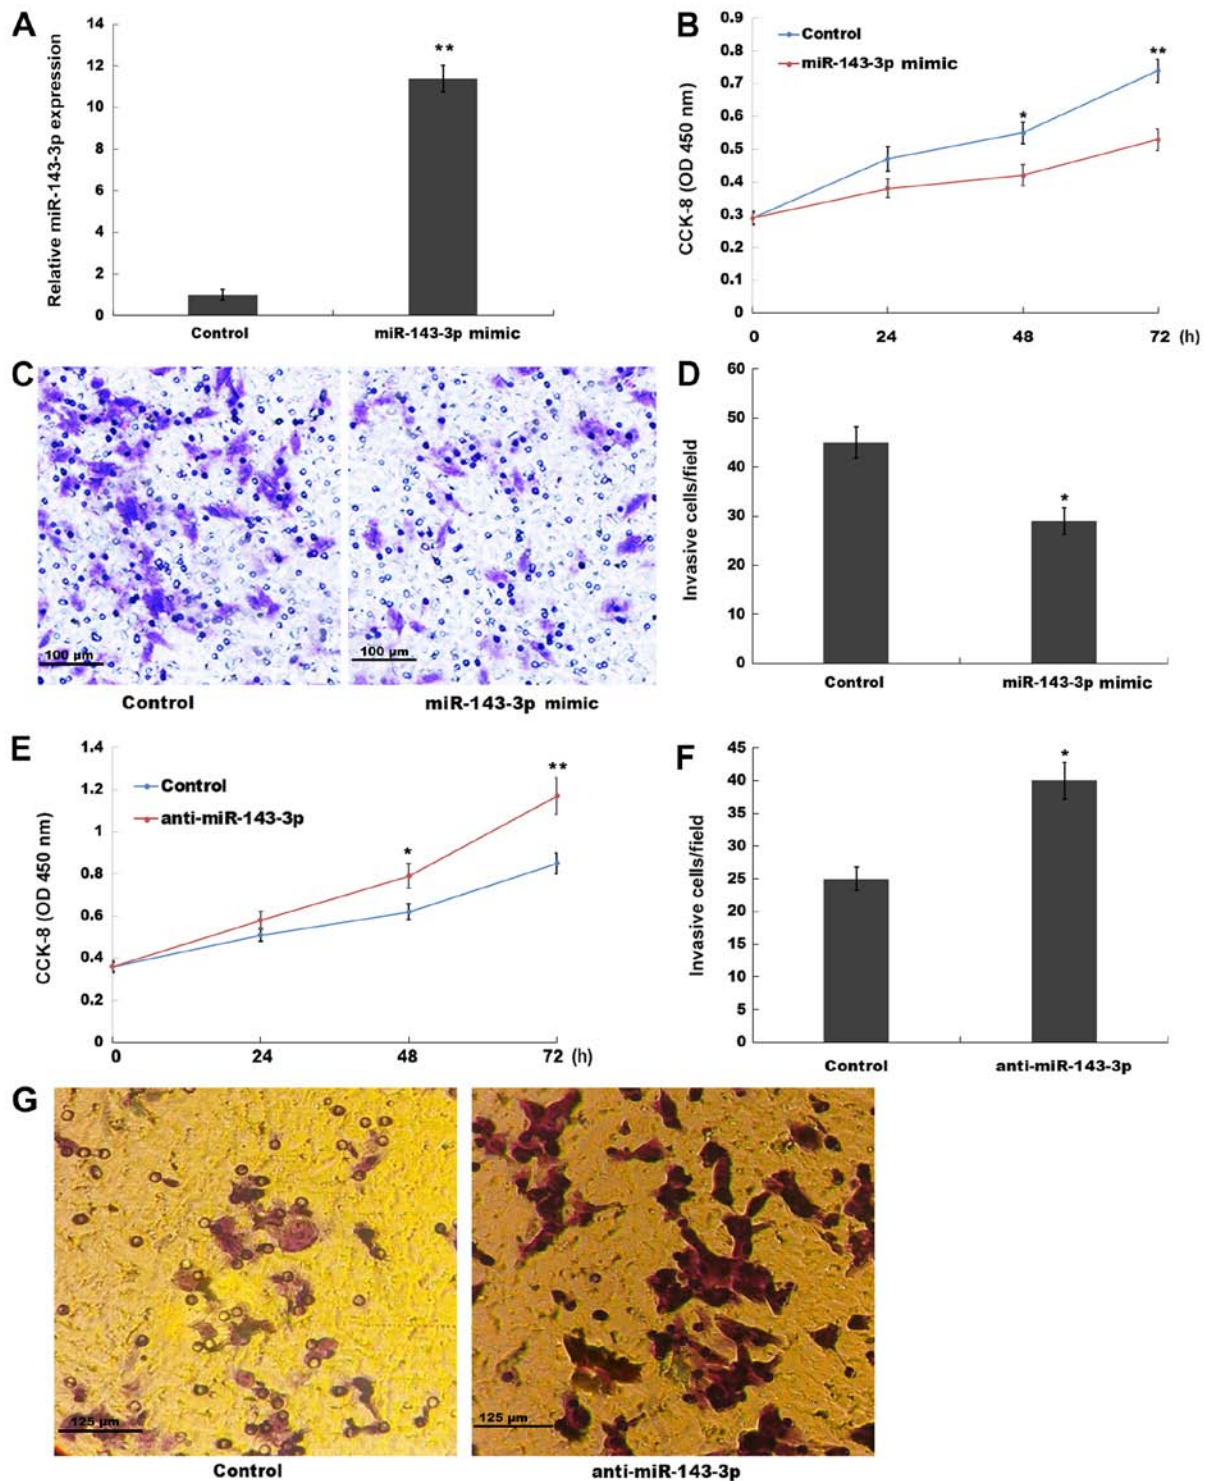 A
Relative miR-143-3p expression
14
12
10
8
6
4
2
0
**
Control
miR-143-3p mimic
B
CCK-8 (OD 450 nm)
0.9
0.8
0.7
0.6
0.5
0.4
0.3
0.2
0.1
0
Control
miR-143-3p mimic
*
**
0 24 48 72 (h)
C
100 µm
100 µm
Control
miR-143-3p mimic
D
Invasive cells/field
60
50
40
30
20
10
0
*
Control
miR-143-3p mimic
E
CCK-8 (OD 450 nm)
1.4
1.2
1
0.8
0.6
0.4
0.2
0
Control
anti-miR-143-3p
*
**
0 24 48 72 (h)
F
Invasive cells/field
45
40
35
30
25
20
15
10
5
0
*
Control
anti-miR-143-3p
G
125 µm
125 µm
Control
anti-miR-143-3p